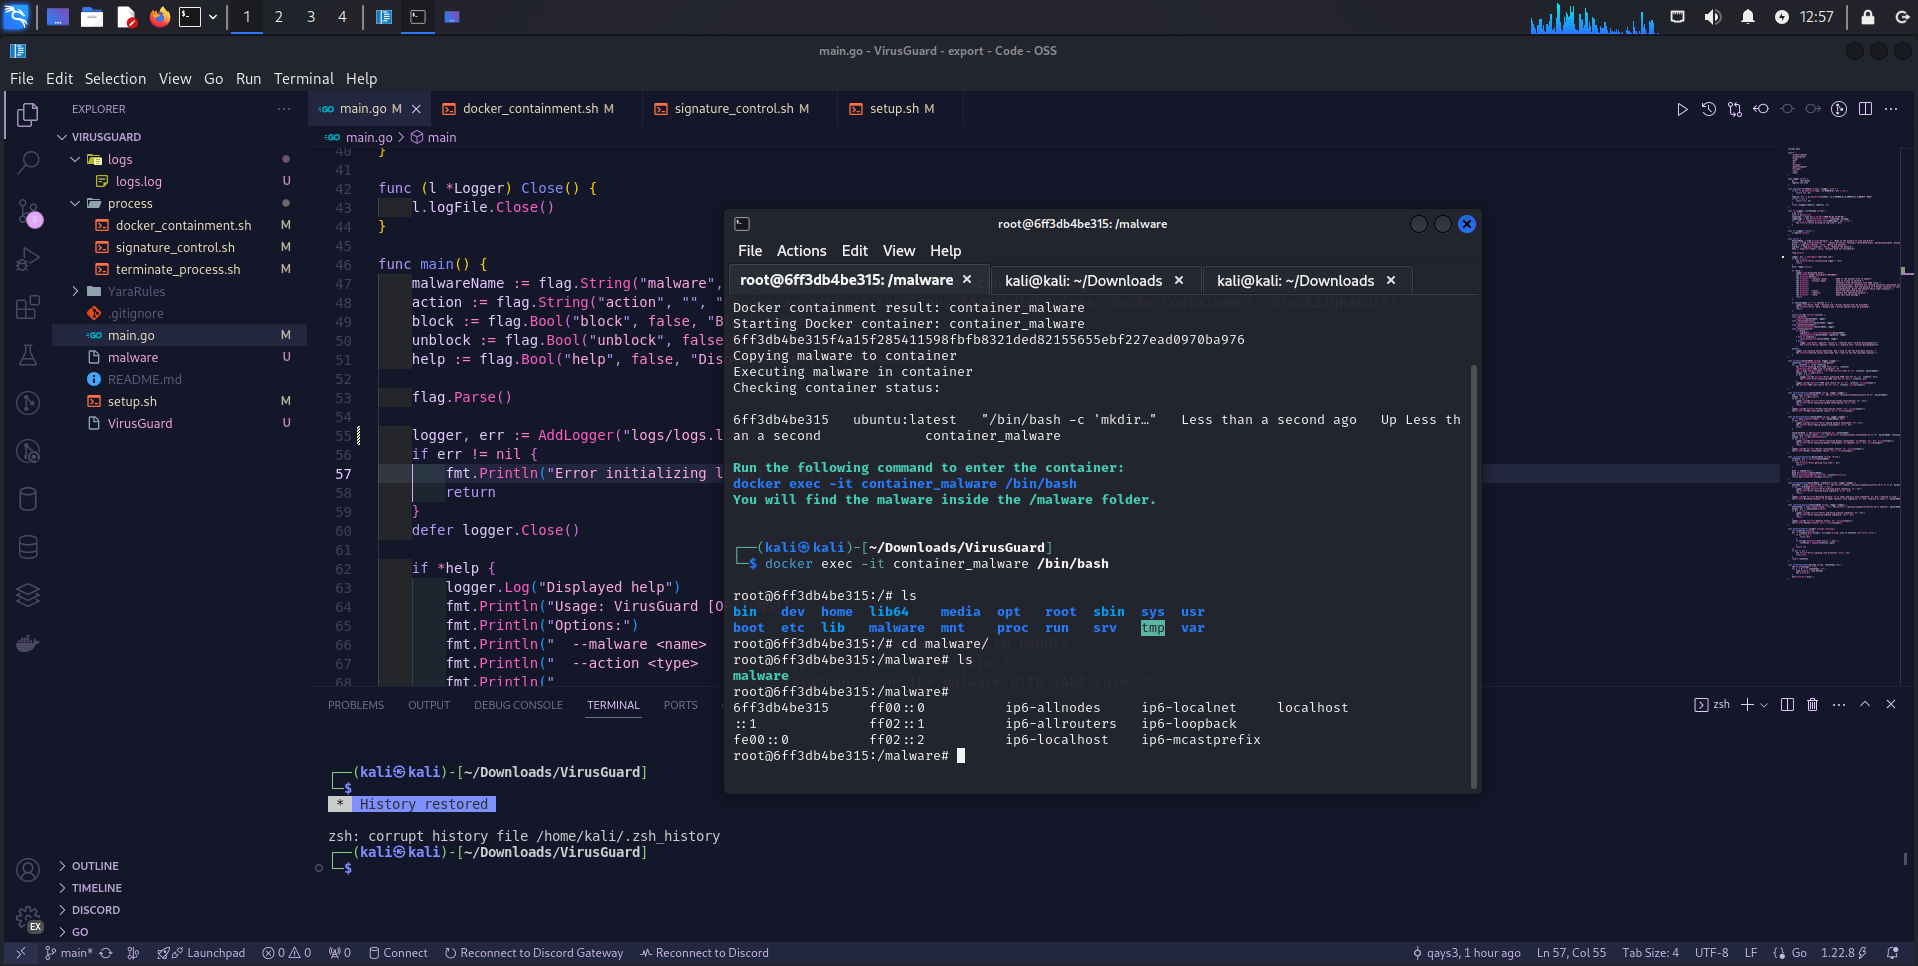 1 2 3 4
12:57
main.go - VirusGuard - export - Code - OSS
File Edit Selection View Go Run Terminal Help
EXPLORER
main.go M
docker_containment.sh M
signature_control.sh M
setup.sh M
main.go > main
VIRUSGUARD
logs
logs.log U
process
docker_containment.sh M
signature_control.sh M
terminate_process.sh M
YaraRules
.gitignore
main.go M
malware U
README.md
setup.sh M
VirusGuard U
OUTLINE
TIMELINE
DISCORD
GO
40 }
41
42 func (l *Logger) Close() {
43 l.logFile.Close()
44 }
45
46 func main() {
47 malwareName := flag.String("malware",
48 action := flag.String("action", "", "
49 block := flag.Bool("block", false, "B
50 unblock := flag.Bool("unblock", false
51 help := flag.Bool("help", false, "Dis
52
53 flag.Parse()
54
55 logger, err := AddLogger("logs/logs.l
56 if err != nil {
57 fmt.Println("Error initializing l
58 return
59 }
60 defer logger.Close()
61
62 if *help {
63 logger.Log("Displayed help")
64 fmt.Println("Usage: VirusGuard [O
65 fmt.Println("Options:")
66 fmt.Println("  --malware <name>
67 fmt.Println("  --action <type>
68 fmt.Println("
root@6ff3db4be315: /malware
File Actions Edit View Help
root@6ff3db4be315: /malware
kali@kali: ~/Downloads
kali@kali: ~/Downloads
Docker containment result: container_malware
Starting Docker container: container_malware
6ff3db4be315f4a15f285411598fbfb8321ded82155655ebf227ead0970ba976
Copying malware to container
Executing malware in container
Checking container status:
6ff3db4be315   ubuntu:latest   "/bin/bash -c 'mkdir…"   Less than a second ago   Up Less th
an a second             container_malware
Run the following command to enter the container:
docker exec -it container_malware /bin/bash
You will find the malware inside the /malware folder.
┌──(kali㉿kali)-[~/Downloads/VirusGuard]
└─$ docker exec -it container_malware /bin/bash
root@6ff3db4be315:/# ls
bin dev home lib64 media opt root sbin sys usr
boot etc lib malware mnt proc run srv tmp var
root@6ff3db4be315:/# cd malware/
root@6ff3db4be315:/malware# ls
malware
root@6ff3db4be315:/malware#
6ff3db4be315 ff00::0 ip6-allnodes ip6-localnet localhost
::1 ff02::1 ip6-allrouters ip6-loopback
fe00::0 ff02::2 ip6-localhost ip6-mcastprefix
root@6ff3db4be315:/malware#
PROBLEMS OUTPUT DEBUG CONSOLE TERMINAL PORTS
zsh
┌──(kali㉿kali)-[~/Downloads/VirusGuard]
└─$
* History restored
zsh: corrupt history file /home/kali/.zsh_history
┌──(kali㉿kali)-[~/Downloads/VirusGuard]
└─$
EX
main* Launchpad 0 0 0 Connect Reconnect to Discord Gateway Reconnect to Discord qays3, 1 hour ago Ln 57, Col 55 Tab Size: 4 UTF-8 LF Go 1.22.8